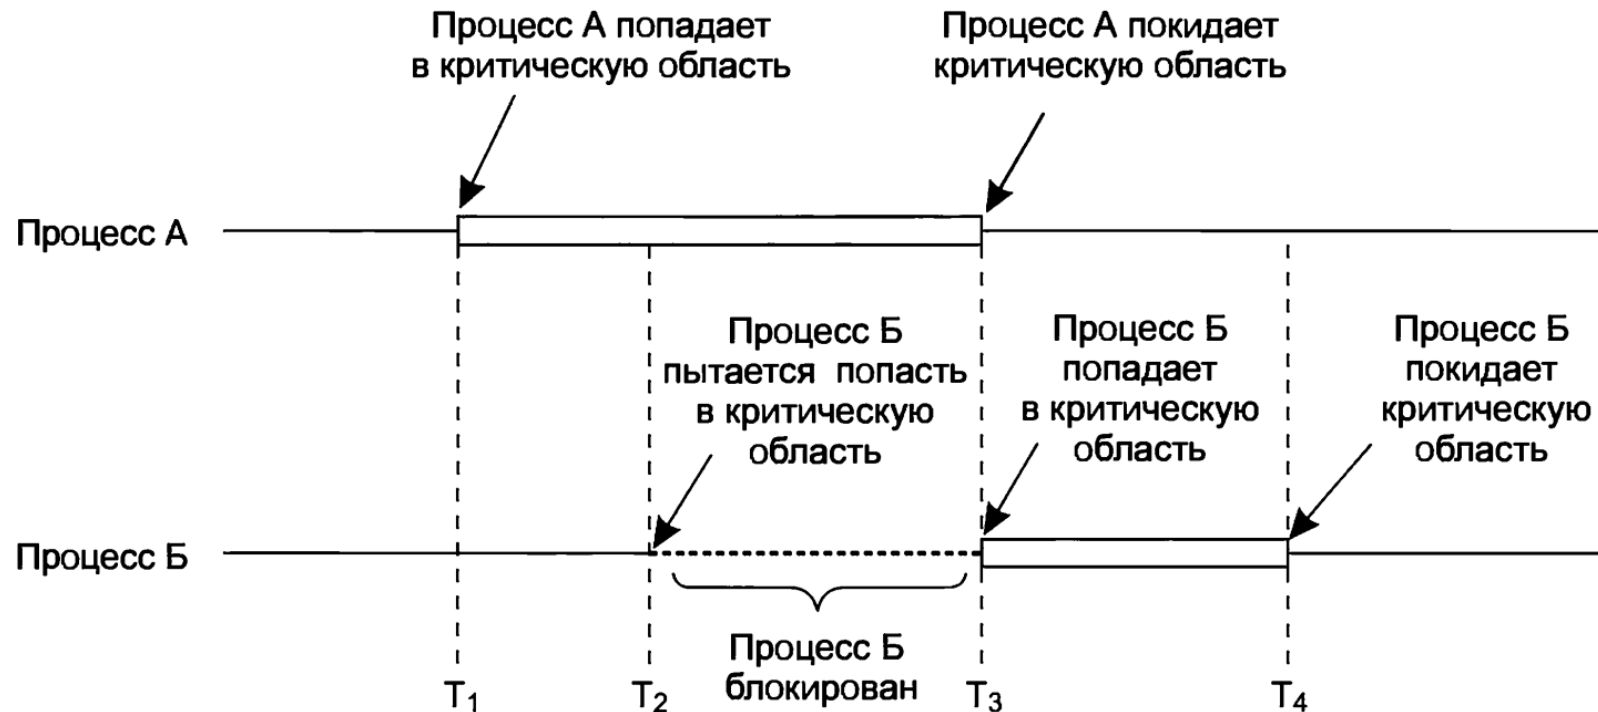 Процесс А попадает
в критическую область
Процесс А покидает
критическую область
Процесс А
Процесс Б
пытается попасть
в критическую
область
Процесс Б
попадает
в критическую
область
Процесс Б
покидает
критическую
область
Процесс Б
Процесс Б
блокирован
T₁
T₂
T₃
T₄